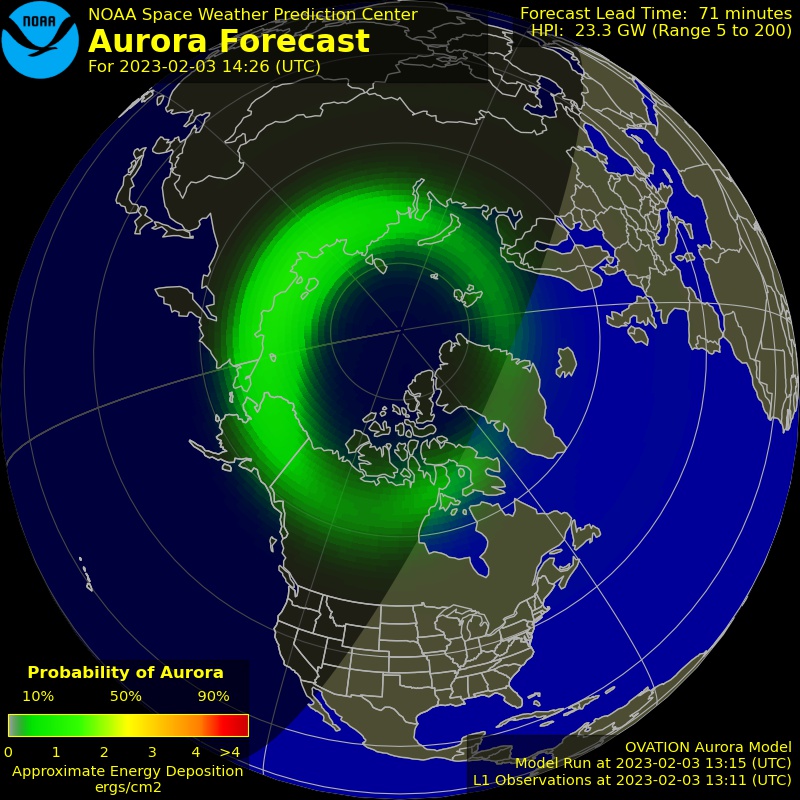 NOAA
NOAA Space Weather Prediction Center
Aurora Forecast
For 2023-02-03 14:26 (UTC)
Forecast Lead Time: 71 minutes
HPI: 23.3 GW (Range 5 to 200)
Probability of Aurora
10% 50% 90%
0 1 2 3 4 >4
Approximate Energy Deposition
ergs/cm2
OVATION Aurora Model
Model Run at 2023-02-03 13:15 (UTC)
L1 Observations at 2023-02-03 13:11 (UTC)